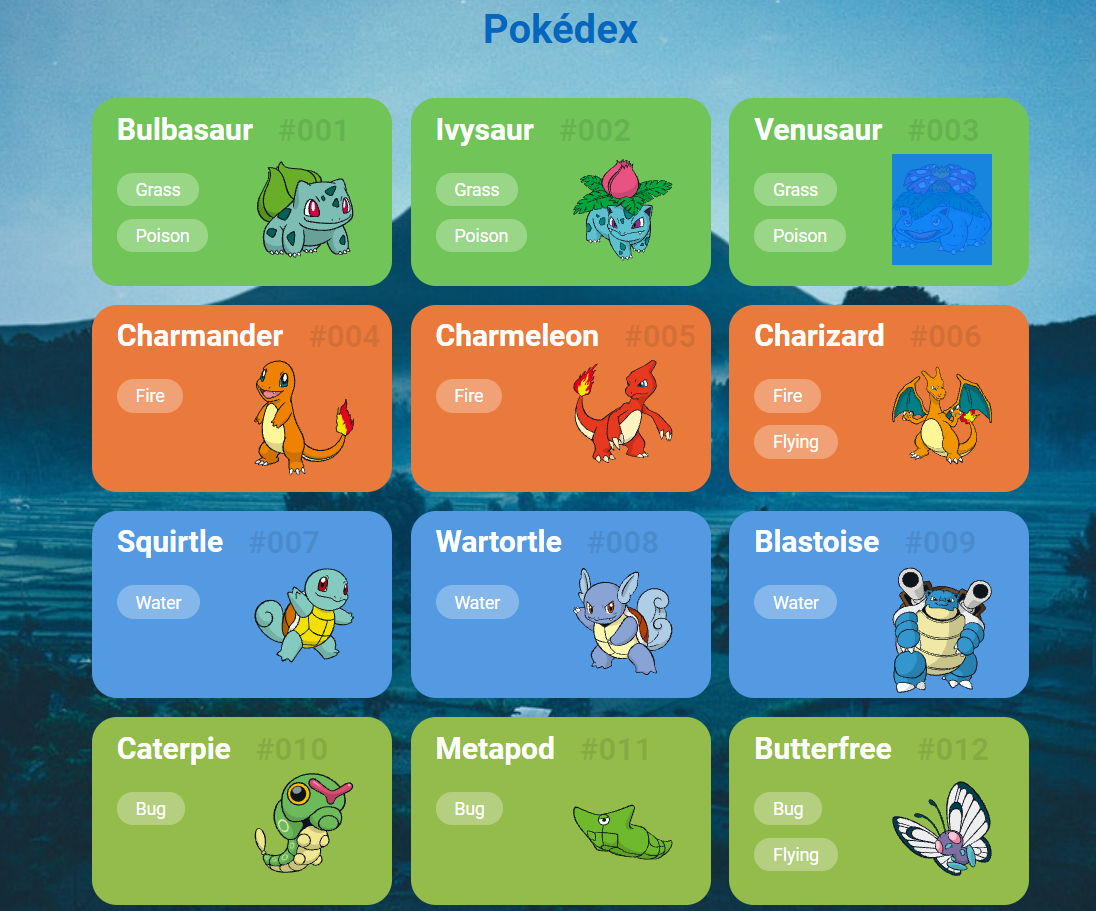 Pokédex
Bulbasaur #001
Grass
Poison
Ivysaur #002
Grass
Poison
Venusaur #003
Grass
Poison
Charmander #004
Fire
Charmeleon #005
Fire
Charizard #006
Fire
Flying
Squirtle #007
Water
Wartortle #008
Water
Blastoise #009
Water
Caterpie #010
Bug
Metapod #011
Bug
Butterfree #012
Bug
Flying